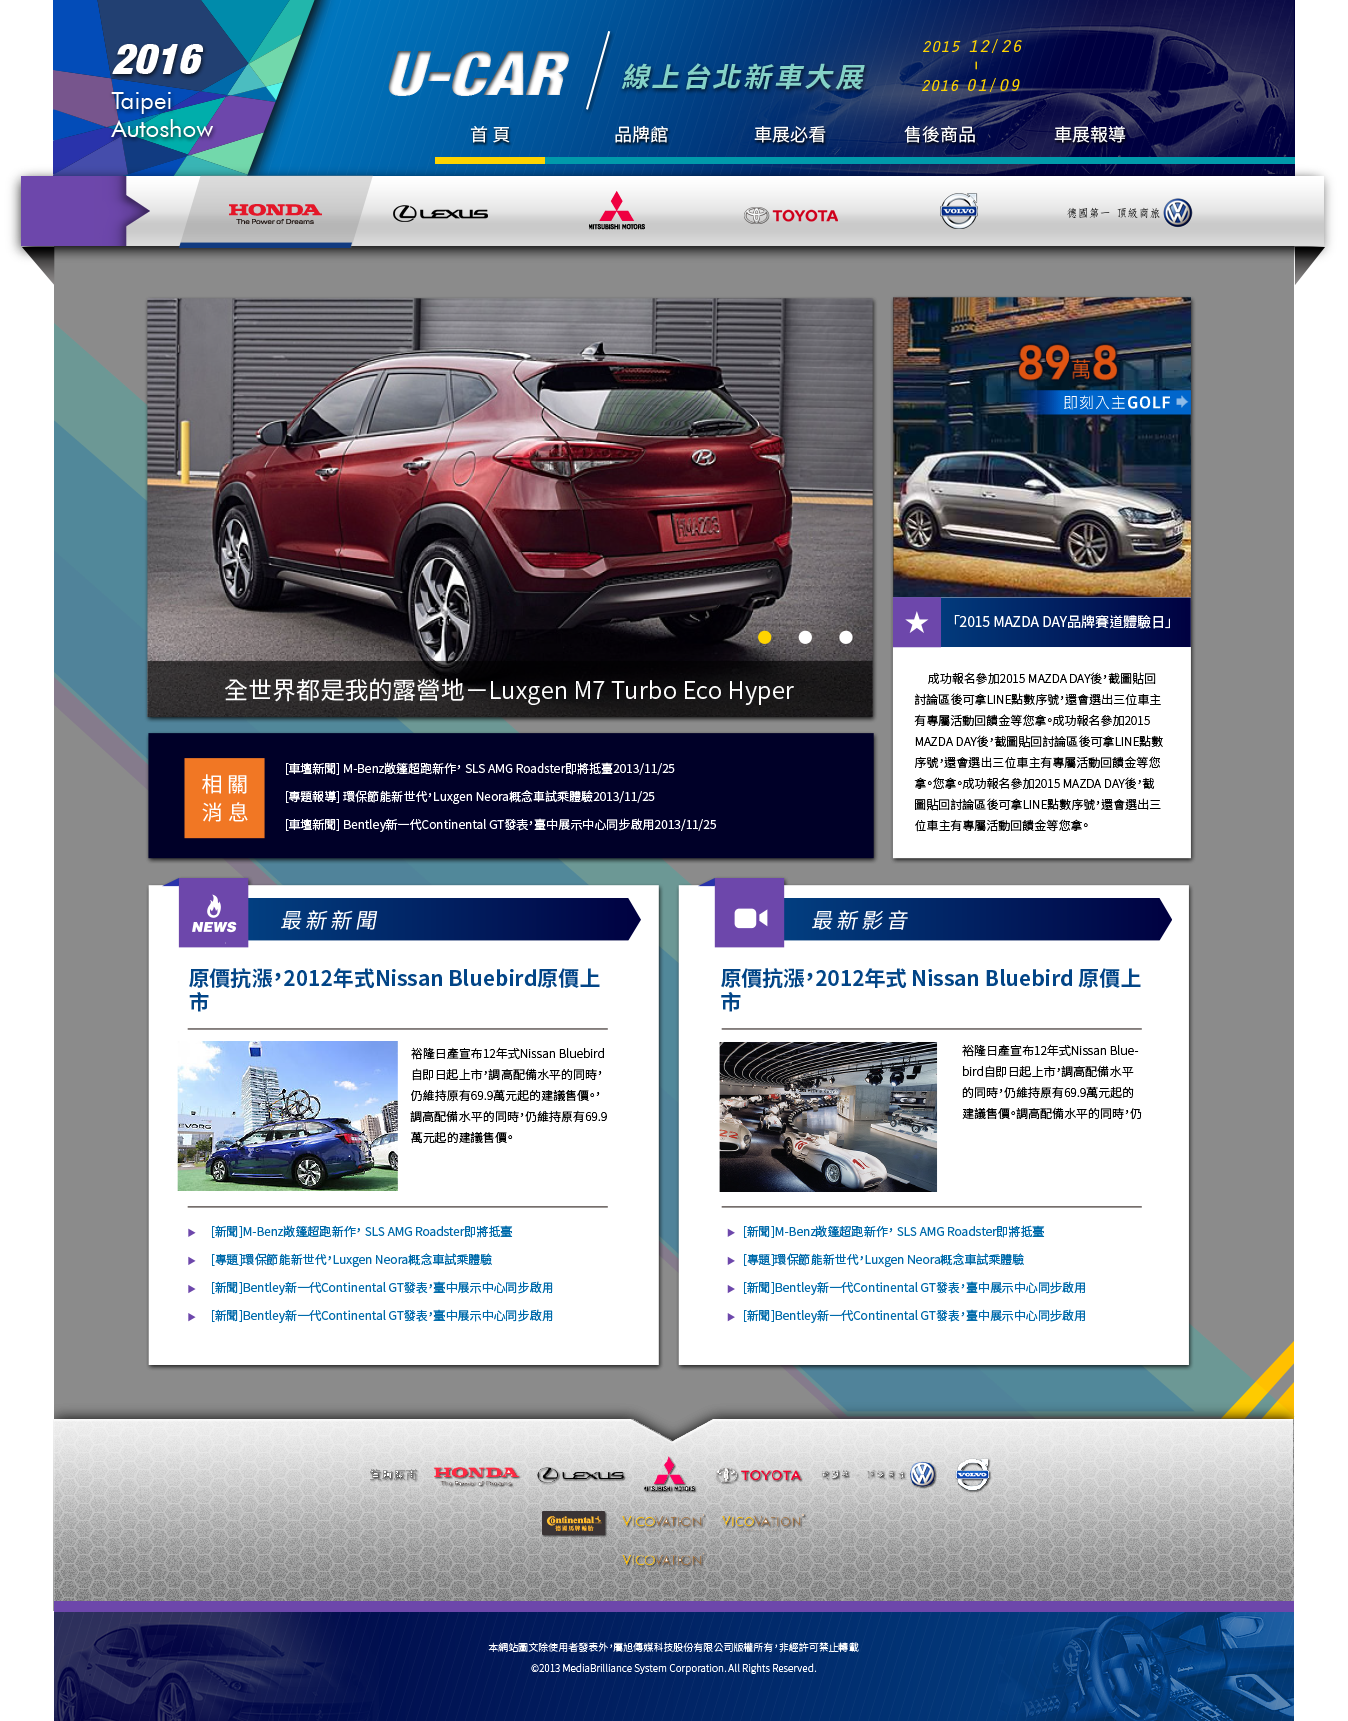 2016
Taipei
Autoshow
U-CAR
線上台北新車大展
2015 12/26
2016 01/09
首頁
品牌館
車展必看
售後商品
車展報導
HONDA
The Power of Dreams
LEXUS
MITSUBISHI MOTORS
TOYOTA
VOLVO
德國第一 頂級商旅
89萬8
即刻入主GOLF
HMAZ05
全世界都是我的露營地－Luxgen M7 Turbo Eco Hyper
「2015 MAZDA DAY品牌賽道體驗日」
成功報名參加2015 MAZDA DAY後，截圖貼回
討論區後可拿LINE點數序號，還會選出三位車主
有專屬活動回饋金等您拿。成功報名參加2015
MAZDA DAY後，截圖貼回討論區後可拿LINE點數
序號，還會選出三位車主有專屬活動回饋金等您
拿。您拿。成功報名參加2015 MAZDA DAY後，截
圖貼回討論區後可拿LINE點數序號，還會選出三
位車主有專屬活動回饋金等您拿。
相關
消息
[車壇新聞] M-Benz敞篷超跑新作， SLS AMG Roadster即將抵臺2013/11/25
[專題報導] 環保節能新世代，Luxgen Neora概念車試乘體驗2013/11/25
[車壇新聞] Bentley新一代Continental GT發表，臺中展示中心同步啟用2013/11/25
NEWS
最新新聞
原價抗漲，2012年式Nissan Bluebird原價上
市
EVORG
裕隆日產宣布12年式Nissan Bluebird
自即日起上市，調高配備水平的同時，
仍維持原有69.9萬元起的建議售價。，
調高配備水平的同時，仍維持原有69.9
萬元起的建議售價。
[新聞]M-Benz敞篷超跑新作， SLS AMG Roadster即將抵臺
[專題]環保節能新世代，Luxgen Neora概念車試乘體驗
[新聞]Bentley新一代Continental GT發表，臺中展示中心同步啟用
[新聞]Bentley新一代Continental GT發表，臺中展示中心同步啟用
最新影音
原價抗漲，2012年式 Nissan Bluebird 原價上
市
裕隆日產宣布12年式Nissan Blue-
bird自即日起上市，調高配備水平
的同時，仍維持原有69.9萬元起的
建議售價。調高配備水平的同時，仍
[新聞]M-Benz敞篷超跑新作， SLS AMG Roadster即將抵臺
[專題]環保節能新世代，Luxgen Neora概念車試乘體驗
[新聞]Bentley新一代Continental GT發表，臺中展示中心同步啟用
[新聞]Bentley新一代Continental GT發表，臺中展示中心同步啟用
HONDA
The Power of Dreams
LEXUS
MITSUBISHI MOTORS
TOYOTA
VOLVO
Continental
德國馬牌輪胎
VICOVATION
VICOVATION
VICOVATION
本網站圖文除使用者發表外，屬旭傳媒科技股份有限公司版權所有，非經許可禁止轉載
©2013 MediaBrilliance System Corporation. All Rights Reserved.